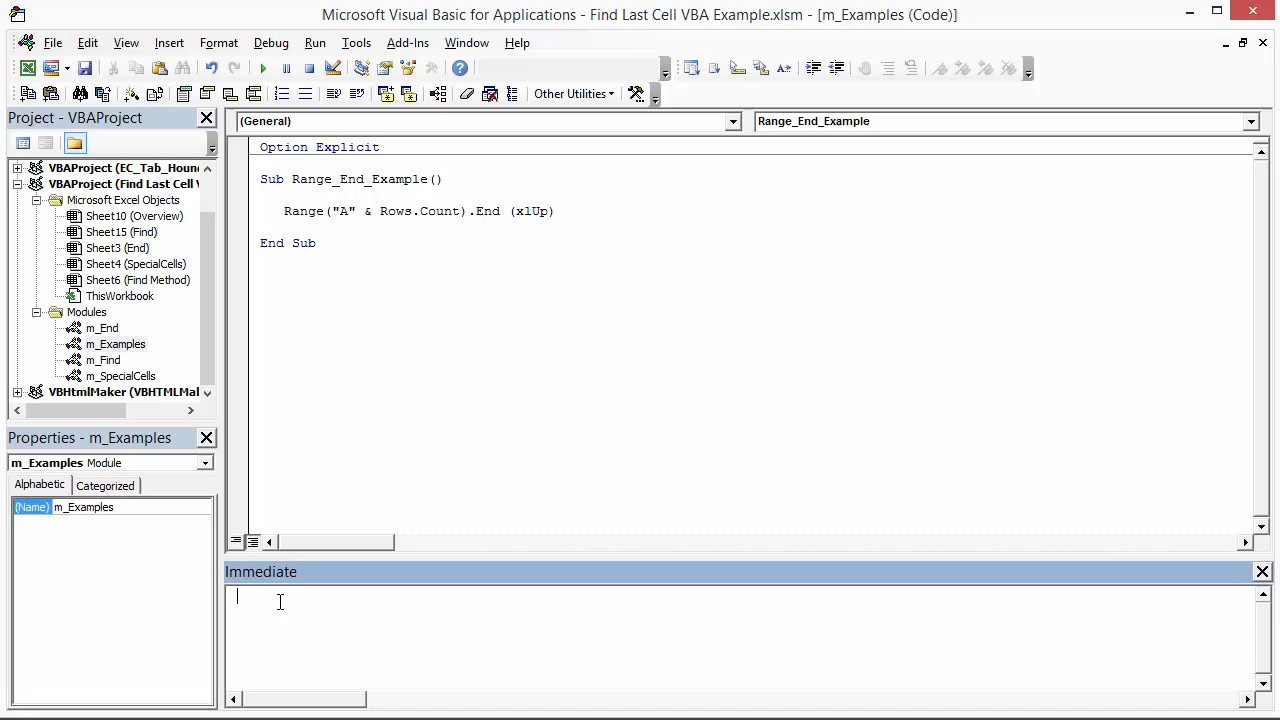 Microsoft Visual Basic for Applications - Find Last Cell VBA Example.xlsm - [m_Examples (Code)]
File Edit View Insert Format Debug Run Tools Add-Ins Window Help
Other Utilities
Project - VBAProject
(General)
Range_End_Example
VBAProject (EC_Tab_Houn
VBAProject (Find Last Cell V
Microsoft Excel Objects
Sheet10 (Overview)
Sheet15 (Find)
Sheet3 (End)
Sheet4 (SpecialCells)
Sheet6 (Find Method)
ThisWorkbook
Modules
m_End
m_Examples
m_Find
m_SpecialCells
VBHtmlMaker (VBHTMLMal
Option Explicit
Sub Range_End_Example()
Range("A" & Rows.Count).End (xlUp)
End Sub
Properties - m_Examples
m_Examples Module
Alphabetic Categorized
(Name) m_Examples
Immediate